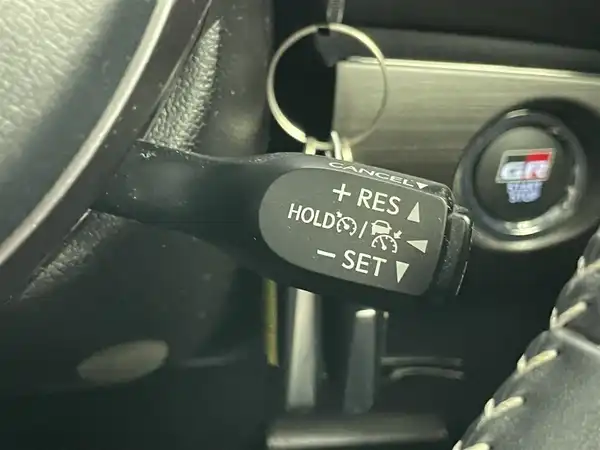 CANCEL▼
+ RES ▲
HOLD / ◀
− SET ▼
GR
START
STOP